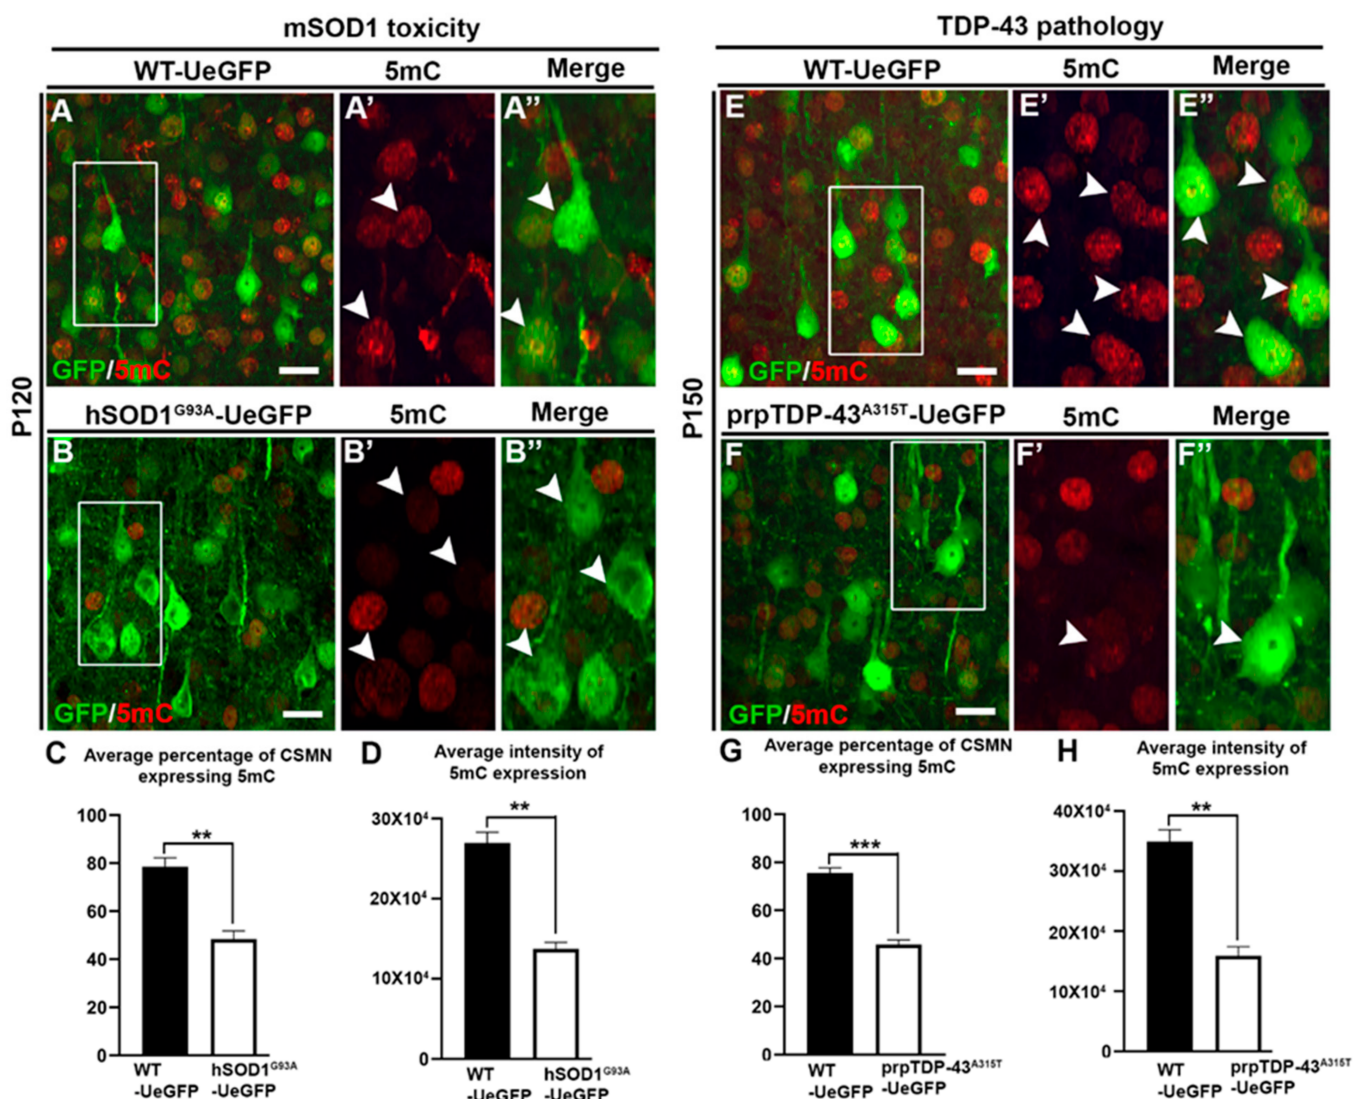 mSOD1 toxicity
TDP-43 pathology
WT-UeGFP 5mC Merge
WT-UeGFP 5mC Merge
P120
P150
A A’ A’’
E E’ E’’
GFP/5mC
GFP/5mC
hSOD1G93A-UeGFP 5mC Merge
prpTDP-43A315T-UeGFP 5mC Merge
B B’ B’’
F F’ F’’
GFP/5mC
GFP/5mC
C Average percentage of CSMN
expressing 5mC
100
80
60
40
20
0
**
WT
-UeGFP
hSOD1G93A
-UeGFP
D Average intensity of
5mC expression
30X10⁴
20X10⁴
10X10⁴
0
**
WT
-UeGFP
hSOD1G93A
-UeGFP
G Average percentage of CSMN
expressing 5mC
100
80
60
40
20
0
***
WT
-UeGFP
prpTDP-43A315T
-UeGFP
H Average intensity of
5mC expression
40X10⁴
30X10⁴
20X10⁴
10X10⁴
0
**
WT
-UeGFP
prpTDP-43A315T
-UeGFP